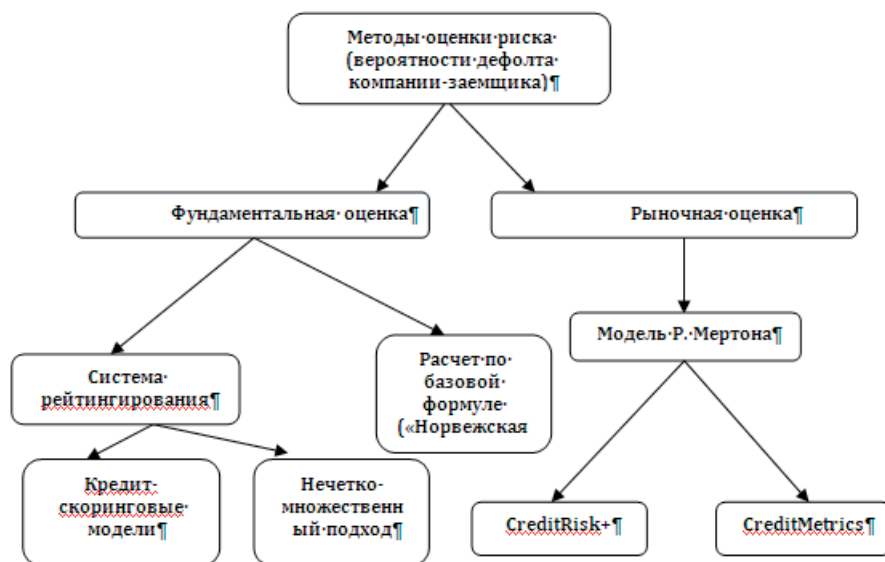 Методы·оценки·риска·
(вероятности·дефолта·
компании-заемщика)¶
Фундаментальная·оценка¶
Рыночная·оценка¶
Модель·Р.·Мертона¶
Расчет·по·
базовой·
формуле·
(«Норвежская
Система·
рейтингирования¶
Кредит-
скоринговые·
модели¶
Нечетко-
множественн
ый·подход¶
CreditRisk+¶
CreditMetrics¶